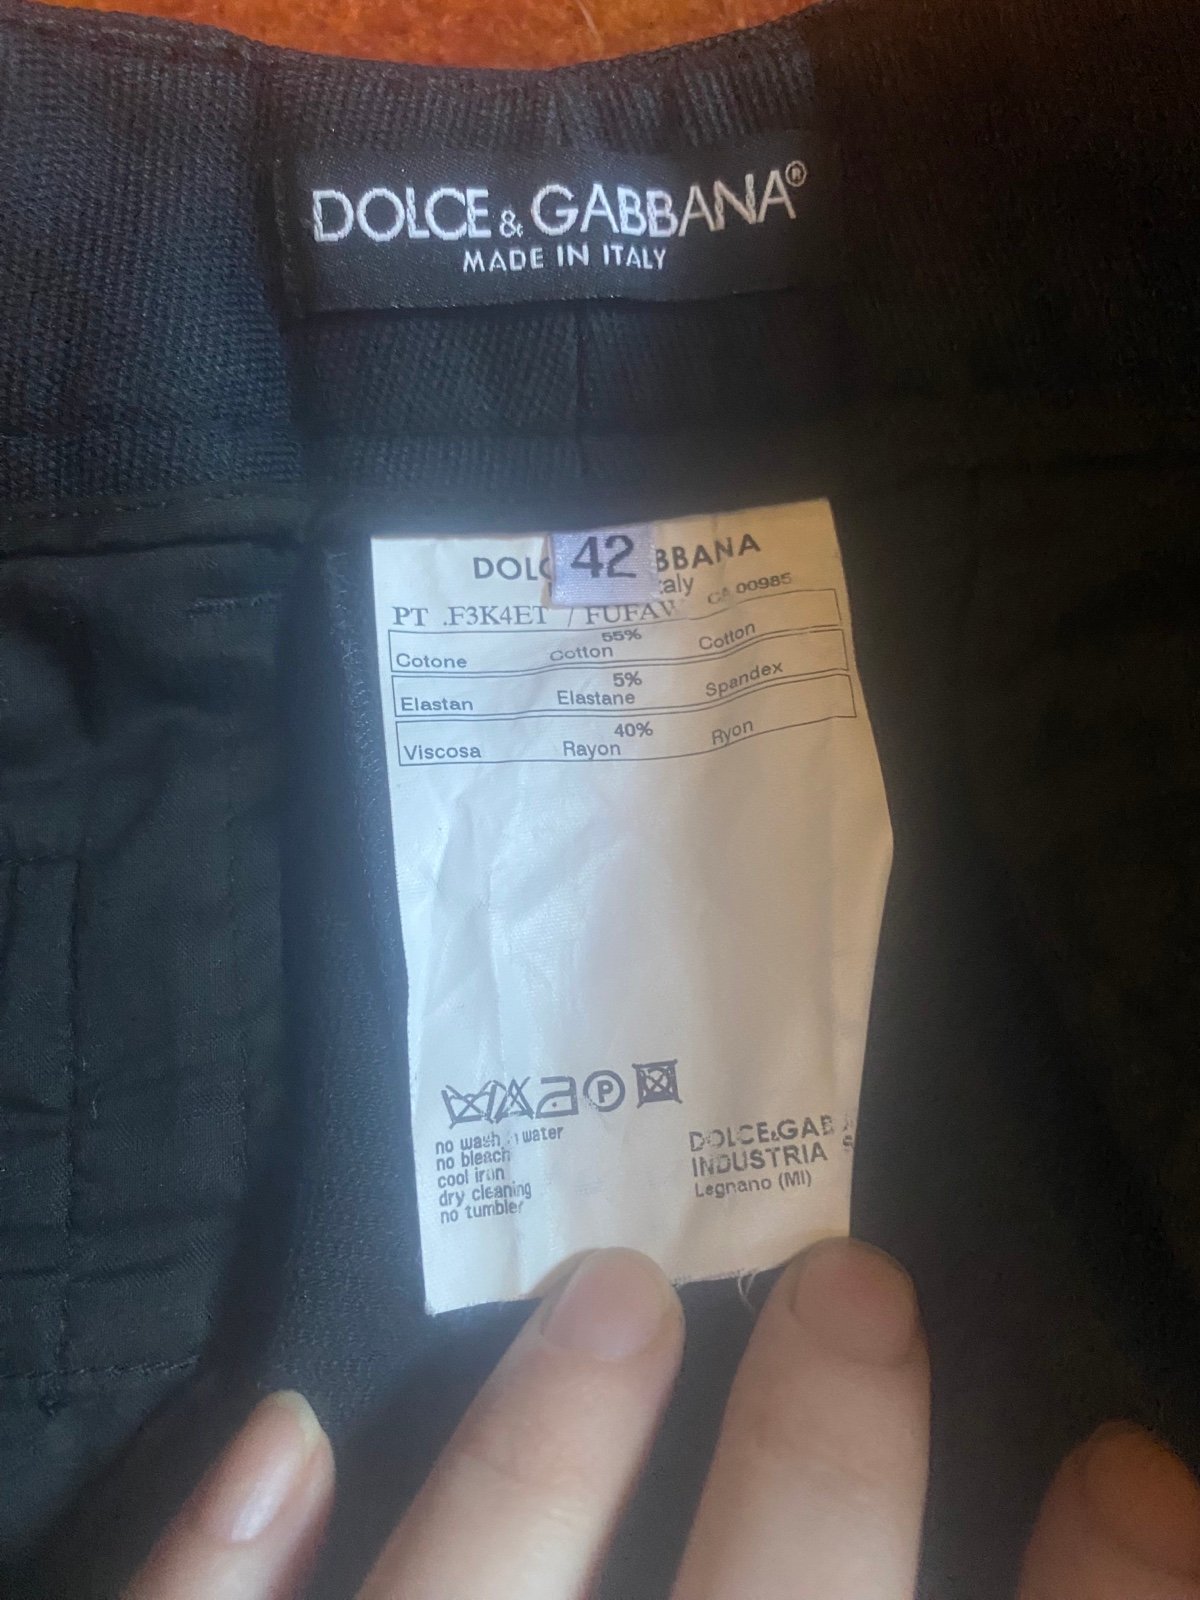 DOLCE & GABBANA®
MADE IN ITALY
42
DOLC BBANA
taly
PT .F3K4ET / FUFAW CA 00985
55%
Cotone Cotton Cotton
5%
Elastan Elastane Spandex
40%
Viscosa Rayon Ryon
P
no wash water
no bleach
cool iron
dry cleaning
no tumbler
DOLCE&GAB
INDUSTRIA S
Legnano (MI)